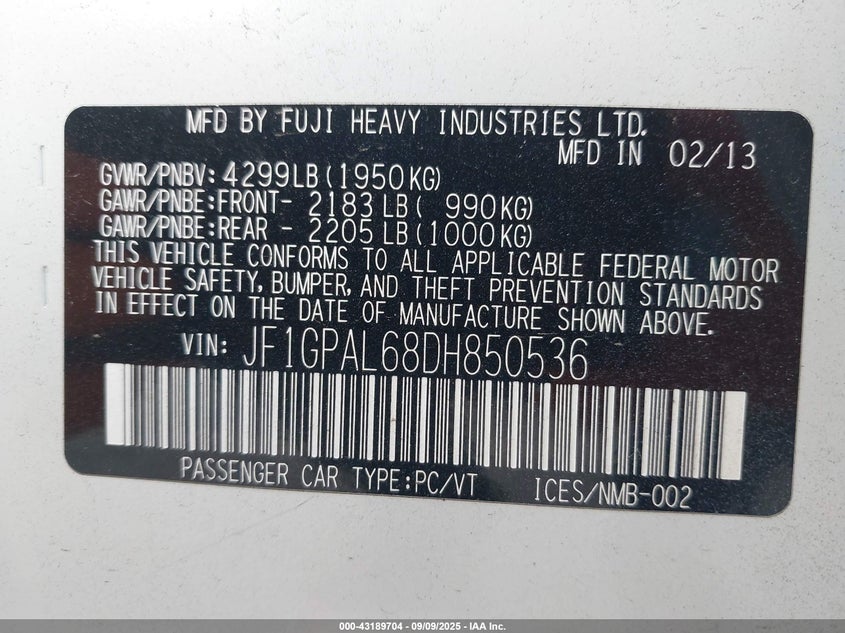 MFD BY FUJI HEAVY INDUSTRIES LTD.
MFD IN 02/13
GVWR/PNBV: 4299LB (1950KG)
GAWR/PNBE:FRONT- 2183 LB ( 990KG)
GAWR/PNBE:REAR - 2205 LB (1000KG)
THIS VEHICLE CONFORMS TO ALL APPLICABLE FEDERAL MOTOR
VEHICLE SAFETY, BUMPER, AND THEFT PREVENTION STANDARDS
IN EFFECT ON THE DATE OF MANUFACTURE SHOWN ABOVE.
VIN: JF1GPAL68DH850536
PASSENGER CAR TYPE:PC/VT ICES/NMB-002
000-43189704 - 09/09/2025 - IAA Inc.